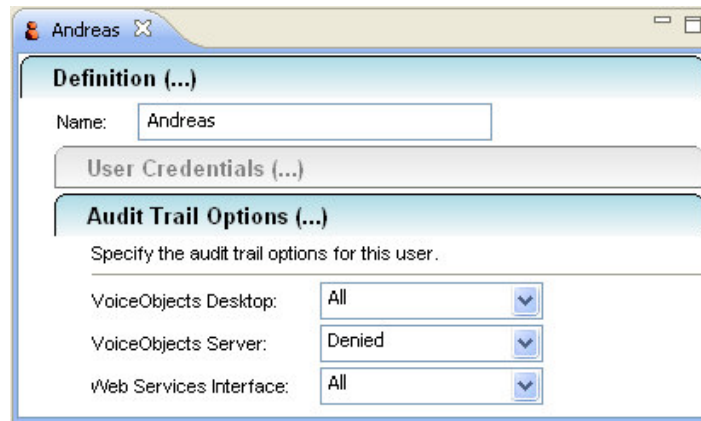 Andreas
Definition (...)
Name: Andreas
User Credentials (...)
Audit Trail Options (...)
Specify the audit trail options for this user.
VoiceObjects Desktop: All
VoiceObjects Server: Denied
Web Services Interface: All